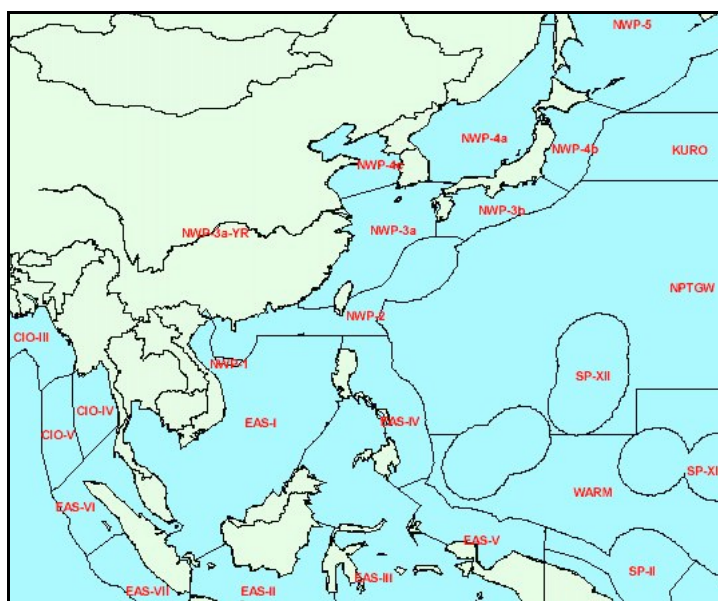 NWP-5
NWP-4a
NWP-4b
KURO
NWP-4c
NWP-3b
NWP-3a-YR
NWP-3a
NPTGW
NWP-2
CIO-III
NWP-1
SP-XII
CIO-IV
EAS-I
EAS-IV
CIO-V
SP-XI
WARM
EAS-VI
EAS-V
SP-II
EAS-III
EAS-VII
EAS-II